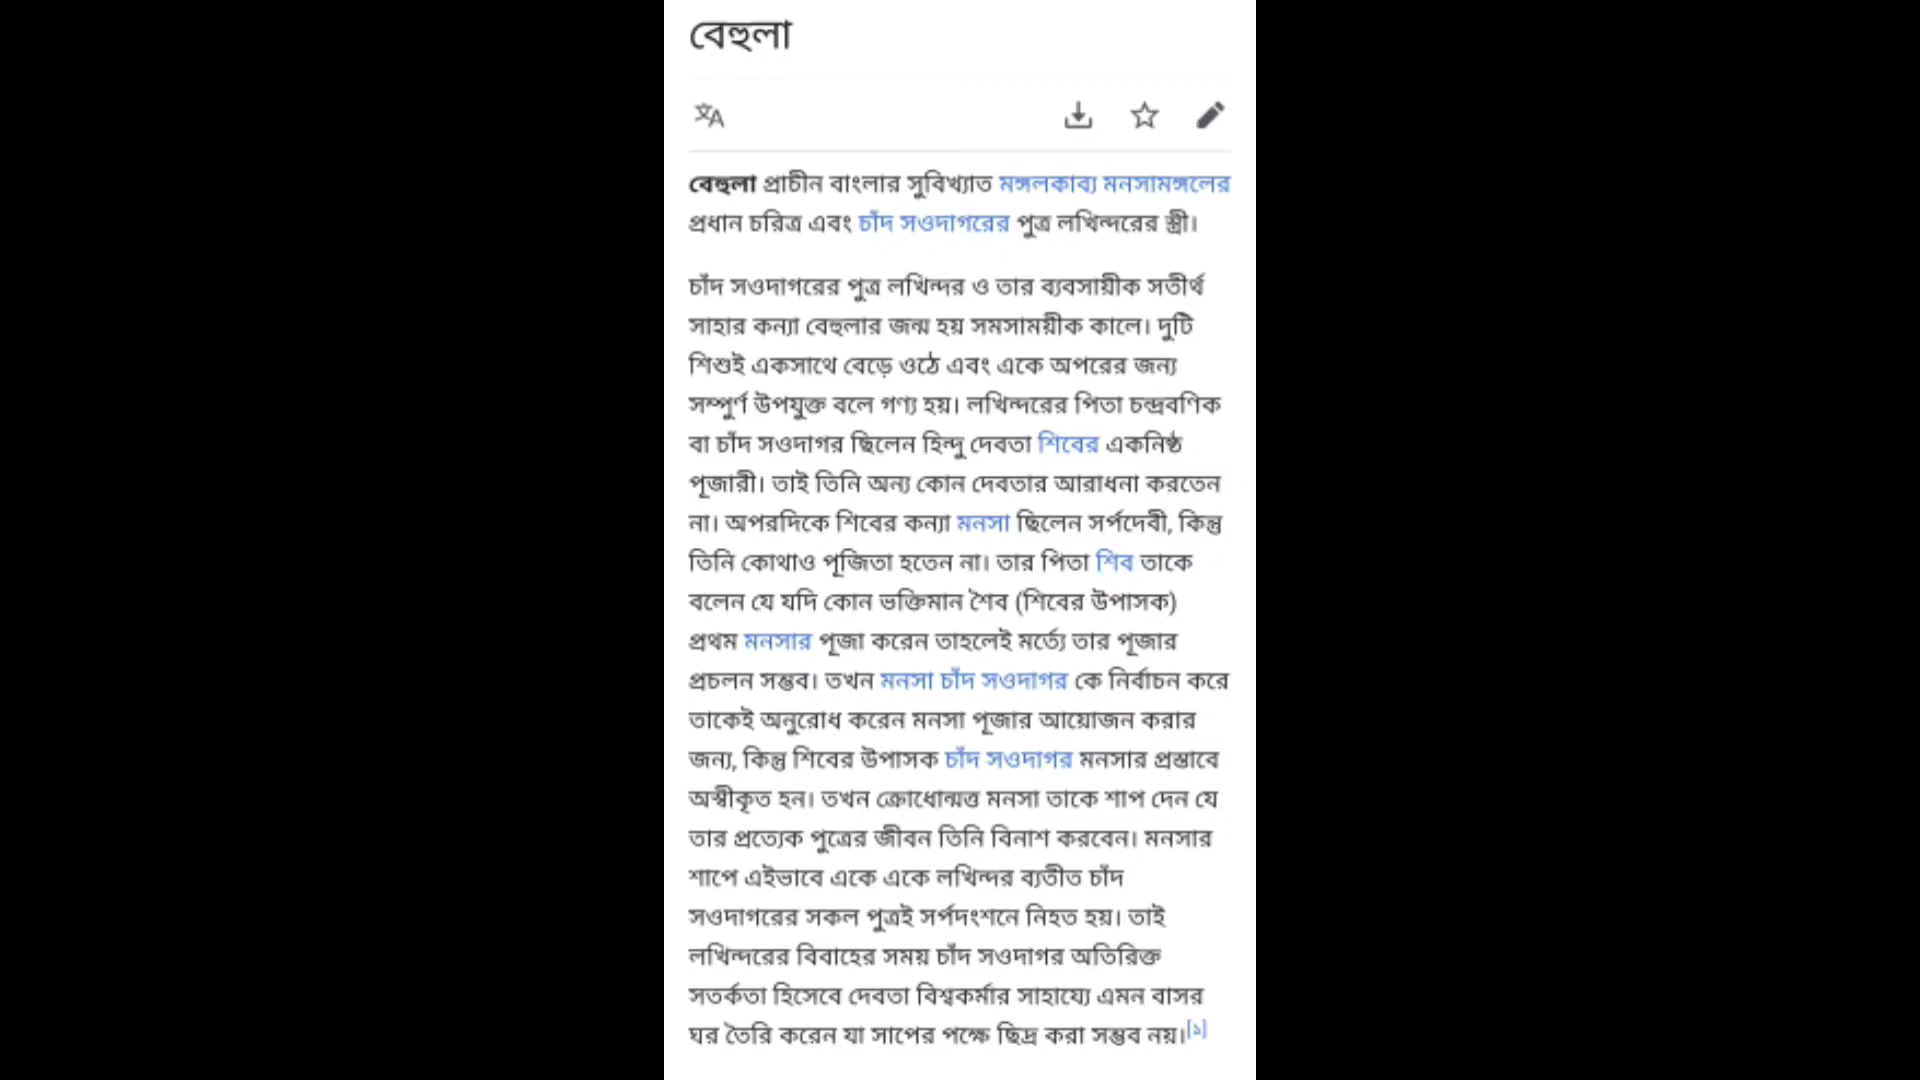 বেহুলা
বেহুলা প্রাচীন বাংলার সুবিখ্যাত মঙ্গলকাব্য মনসামঙ্গলের
প্রধান চরিত্র এবং চাঁদ সওদাগরের পুত্র লখিন্দরের স্ত্রী।
চাঁদ সওদাগরের পুত্র লখিন্দর ও তার ব্যবসায়ীক সতীর্থ
সাহার কন্যা বেহুলার জন্ম হয় সমসাময়ীক কালে। দুটি
শিশুই একসাথে বেড়ে ওঠে এবং একে অপরের জন্য
সম্পুর্ণ উপযুক্ত বলে গণ্য হয়। লখিন্দরের পিতা চন্দ্রবণিক
বা চাঁদ সওদাগর ছিলেন হিন্দু দেবতা শিবের একনিষ্ঠ
পূজারী। তাই তিনি অন্য কোন দেবতার আরাধনা করতেন
না। অপরদিকে শিবের কন্যা মনসা ছিলেন সর্পদেবী, কিন্তু
তিনি কোথাও পূজিতা হতেন না। তার পিতা শিব তাকে
বলেন যে যদি কোন ভক্তিমান শৈব (শিবের উপাসক)
প্রথম মনসার পূজা করেন তাহলেই মর্ত্যে তার পূজার
প্রচলন সম্ভব। তখন মনসা চাঁদ সওদাগর কে নির্বাচন করে
তাকেই অনুরোধ করেন মনসা পূজার আয়োজন করার
জন্য, কিন্তু শিবের উপাসক চাঁদ সওদাগর মনসার প্রস্তাবে
অস্বীকৃত হন। তখন ক্রোধোন্মত্ত মনসা তাকে শাপ দেন যে
তার প্রত্যেক পুত্রের জীবন তিনি বিনাশ করবেন। মনসার
শাপে এইভাবে একে একে লখিন্দর ব্যতীত চাঁদ
সওদাগরের সকল পুত্রই সর্পদংশনে নিহত হয়। তাই
লখিন্দরের বিবাহের সময় চাঁদ সওদাগর অতিরিক্ত
সতর্কতা হিসেবে দেবতা বিশ্বকর্মার সাহায্যে এমন বাসর
ঘর তৈরি করেন যা সাপের পক্ষে ছিদ্র করা সম্ভব নয়।[১]